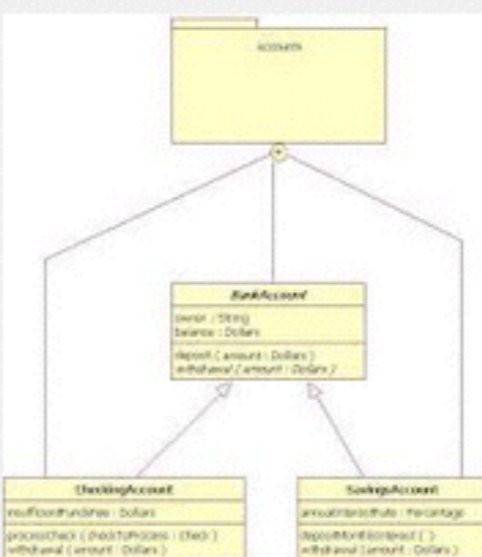 Accounts
BankAccount
owner : String
balance : Dollars
deposit ( amount : Dollars )
withdrawal ( amount : Dollars )
CheckingAccount
insufficientFundsFee : Dollars
processCheck ( checkToProcess : Check )
withdrawal ( amount : Dollars )
SavingsAccount
annualInterestRate : Percentage
depositMonthlyInterest ( )
withdrawal ( amount : Dollars )